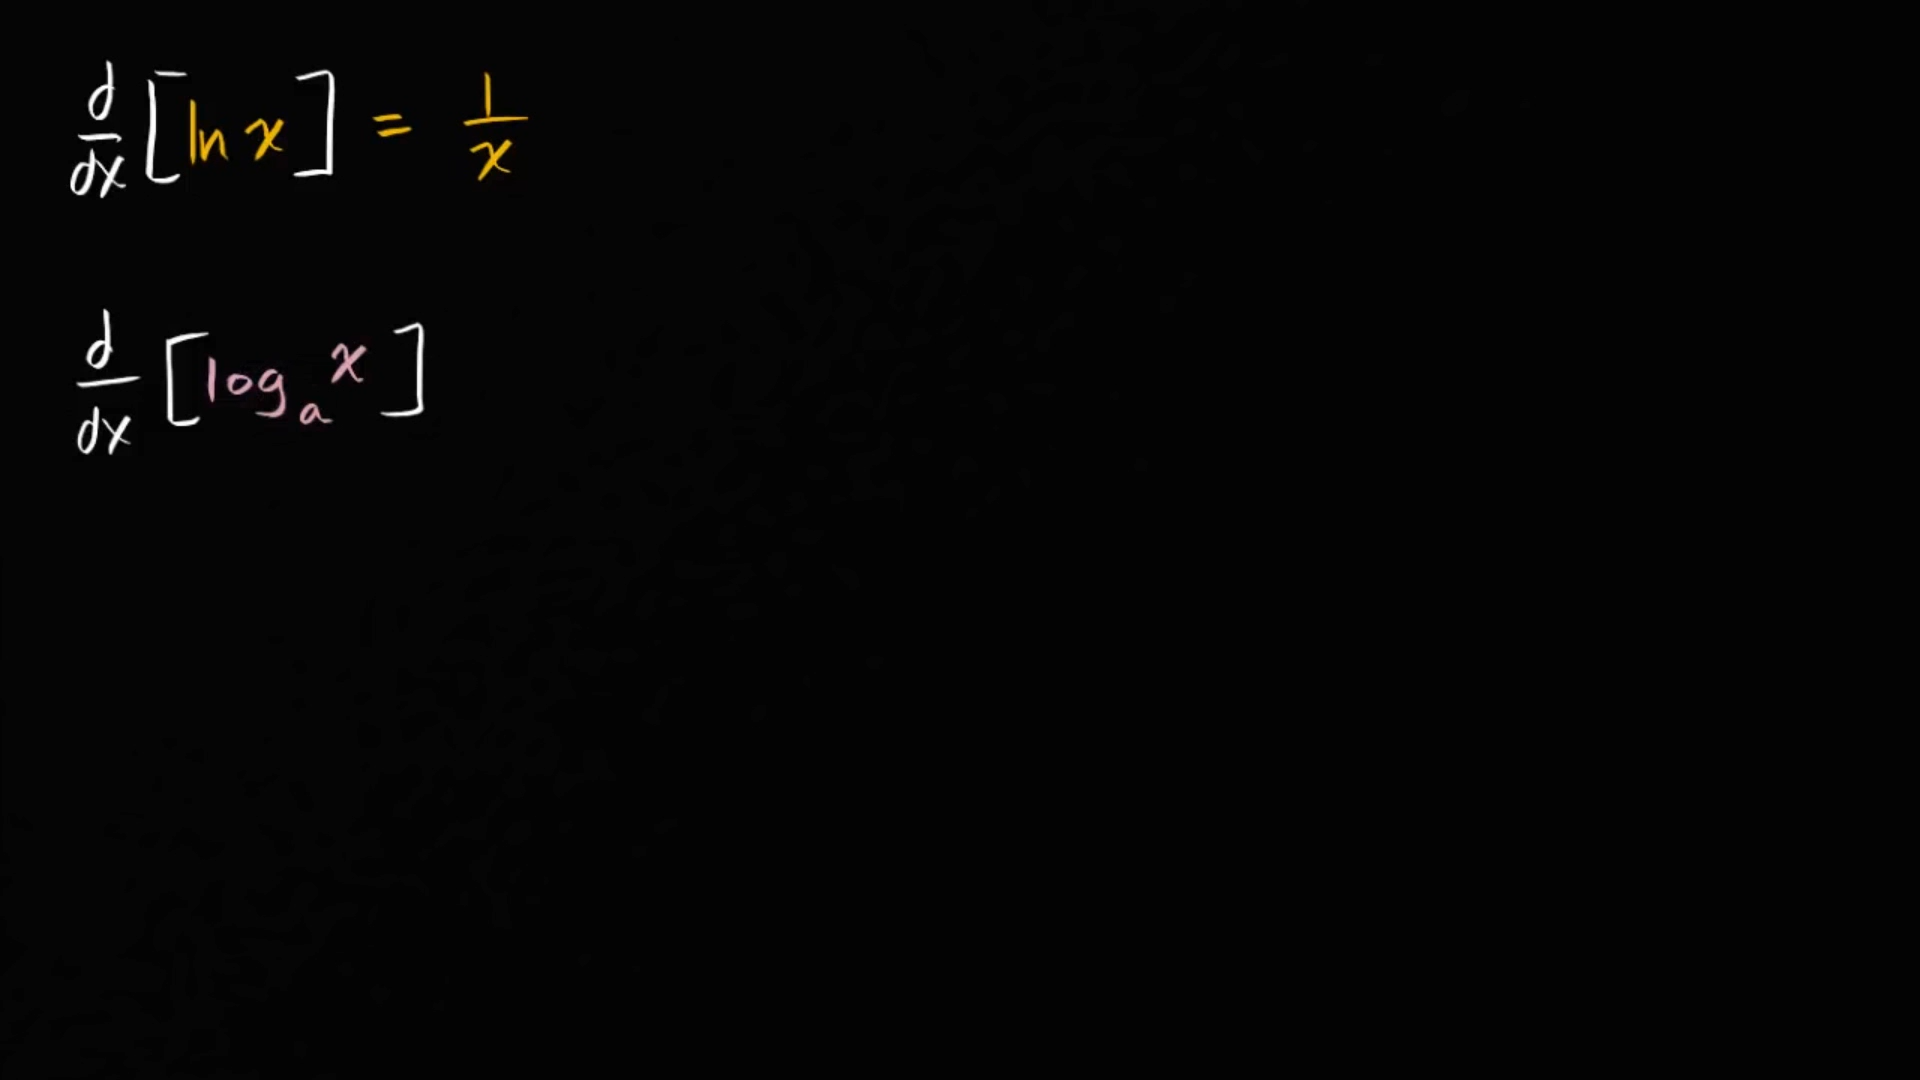 d/dx [ln x] = 1/x
d/dx [log_a x]